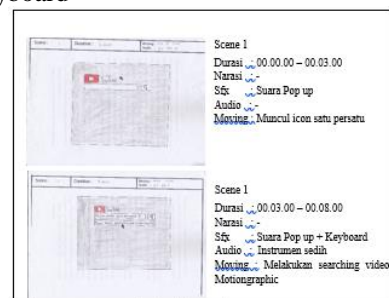 yboard
Scene 1
Durasi : 00.00.00 – 00.03.00
Narasi : -
Sfx : Suara Pop up
Audio : -
Moving : Muncul icon satu persatu
Scene 1
Durasi : 00.03.00 – 00.08.00
Narasi : -
Sfx : Suara Pop up + Keyboard
Audio : Instrumen sedih
Moving : Melakukan searching video
Motiongraphic